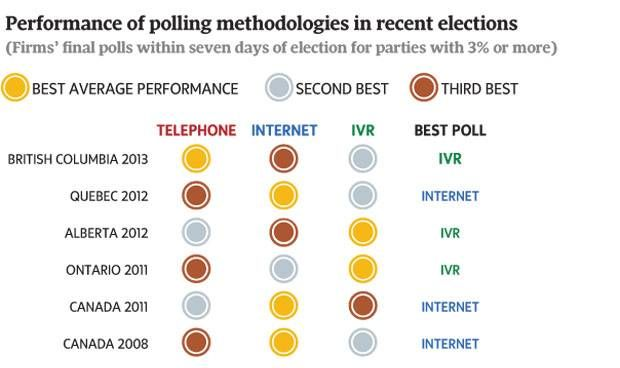 Performance of polling methodologies in recent elections
(Firms' final polls within seven days of election for parties with 3% or more)
BEST AVERAGE PERFORMANCE SECOND BEST THIRD BEST
TELEPHONE INTERNET IVR BEST POLL
BRITISH COLUMBIA 2013 IVR
QUEBEC 2012 INTERNET
ALBERTA 2012 IVR
ONTARIO 2011 IVR
CANADA 2011 INTERNET
CANADA 2008 INTERNET